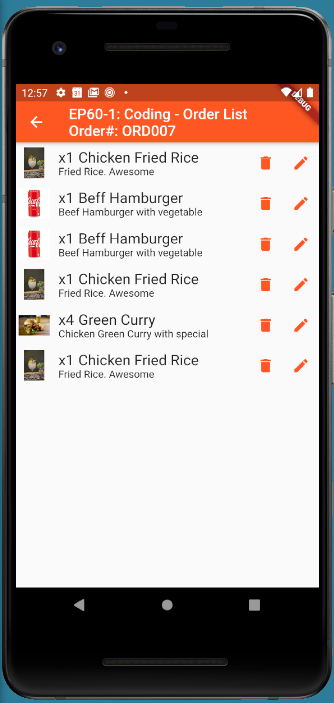 12:57
DEBUG
EP60-1: Coding - Order List
Order#: ORD007
x1 Chicken Fried Rice
Fried Rice. Awesome
x1 Beff Hamburger
Beef Hamburger with vegetable
x1 Beff Hamburger
Beef Hamburger with vegetable
x1 Chicken Fried Rice
Fried Rice. Awesome
x4 Green Curry
Chicken Green Curry with special
x1 Chicken Fried Rice
Fried Rice. Awesome